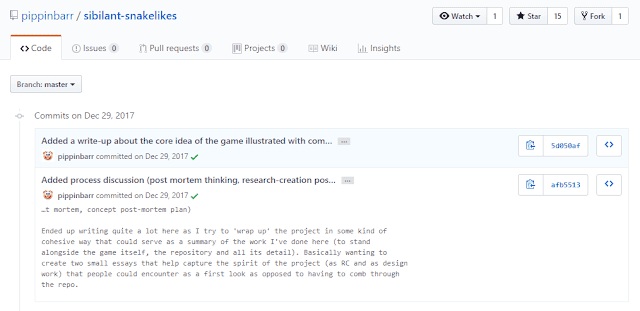 pippinbarr / sibilant-snakelikes
Watch 1 Star 15 Fork 1
Code Issues 0 Pull requests 0 Projects 0 Wiki Insights
Branch: master
Commits on Dec 29, 2017
Added a write-up about the core idea of the game illustrated with com… …
5d050af
pippinbarr committed on Dec 29, 2017
Added process discussion (post mortem thinking, research-creation pos… …
afb5513
pippinbarr committed on Dec 29, 2017
…t mortem, concept post-mortem plan)
Ended up writing quite a lot here as I try to 'wrap up' the project in some kind of
cohesive way that could serve as a summary of the work I've done here (to stand
alongside the game itself, the repository and all its detail). Basically wanting to
create two small essays that help capture the spirit of the project (as RC and as design
work) that people could encounter as a first look as opposed to having to comb through
the repo.